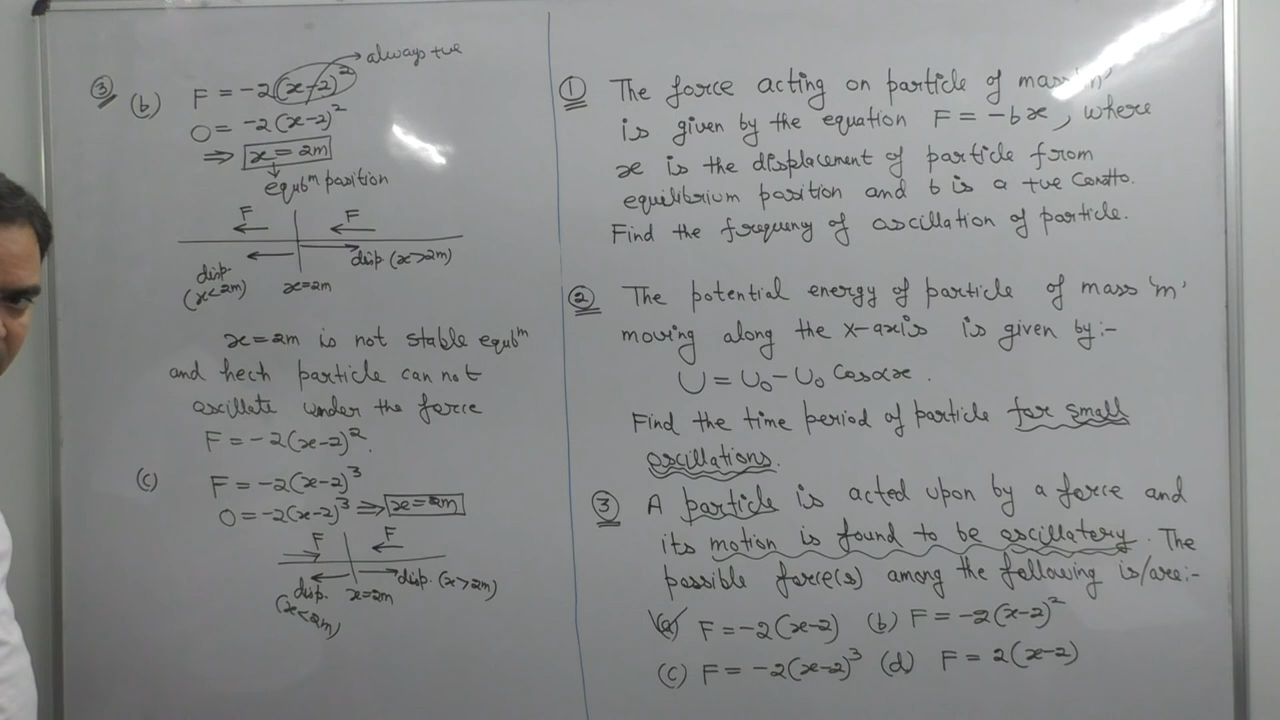 ③ (b) F = -2(x-2)² → always +ve
0 = -2(x-2)²
⇒ x = 2m
equbᵐ position
F F
disp. (x>2m)
disp. (x<2m) x=2m
x=2m is not stable equbᵐ
and hech particle can not
oscillate under the force
F = -2(x-2)².
(c) F = -2(x-2)³
0 = -2(x-2)³ ⇒ x=2m
F F
disp. (x<2m) x=2m disp. (x>2m)
① The force acting on particle of mass 'm'
is given by the equation F = -bx, where
x is the displacement of particle from
equilibrium position and b is a +ve
Find the frequeny of oscillation of particle.
② The potential energy of particle of mass 'm'
moving along the x-axis is given by:-
U = U₀ - U₀ Cosαx.
Find the time period of particle for small
oscillations.
③ A particle is acted upon by a force and
its motion is found to be oscillatory. The
possible force(s) among the following is/are:-
(a) F = -2(x-2) (b) F = -2(x-2)²
(c) F = -2(x-2)³ (d) F = 2(x-2)